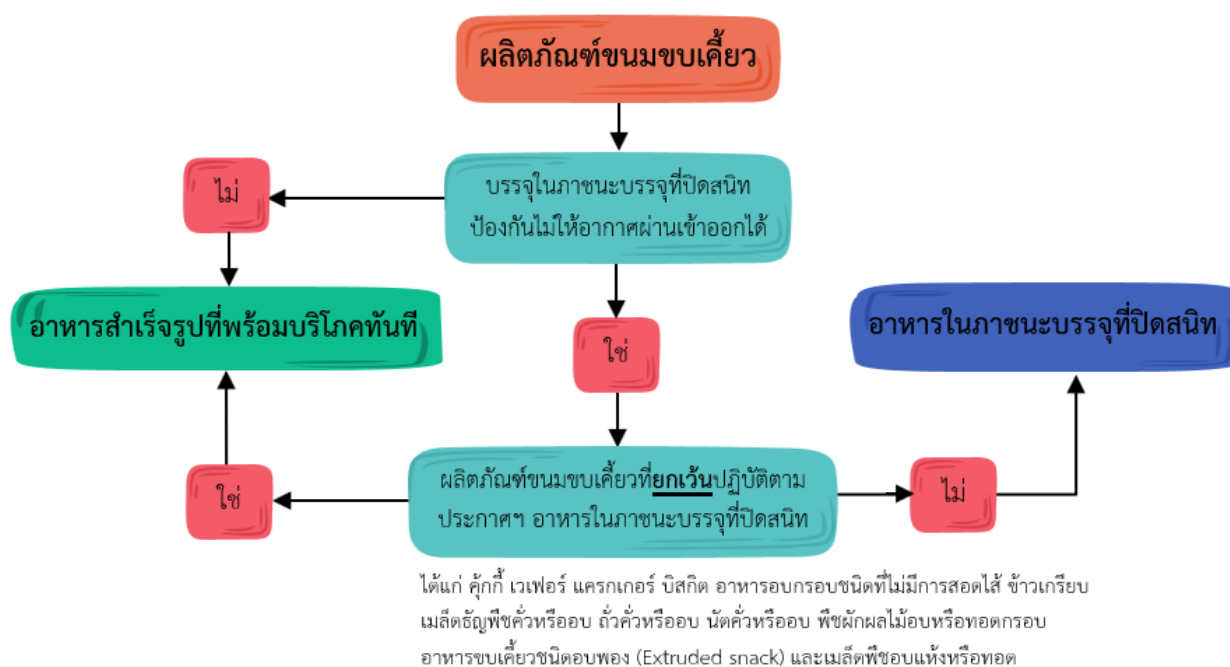 ผลิตภัณฑ์ขนมขบเคี้ยว
ไม่
บรรจุในภาชนะบรรจุที่ปิดสนิท
ป้องกันไม่ให้อากาศผ่านเข้าออกได้
อาหารสำเร็จรูปที่พร้อมบริโภคทันที
ใช่
อาหารในภาชนะบรรจุที่ปิดสนิท
ใช่
ผลิตภัณฑ์ขนมขบเคี้ยวที่ยกเว้นปฏิบัติตาม
ประกาศฯ อาหารในภาชนะบรรจุที่ปิดสนิท
ไม่
ได้แก่ คุ้กกี้ เวเฟอร์ แครกเกอร์ บิสกิต อาหารอบกรอบชนิดที่ไม่มีการสอดไส้ ข้าวเกรียบ
เมล็ดธัญพืชคั่วหรืออบ ถั่วคั่วหรืออบ นัตคั่วหรืออบ พืชผักผลไม้อบหรือทอดกรอบ
อาหารขบเคี้ยวชนิดอบพอง (Extruded snack) และเมล็ดพืชอบแห้งหรือทอด